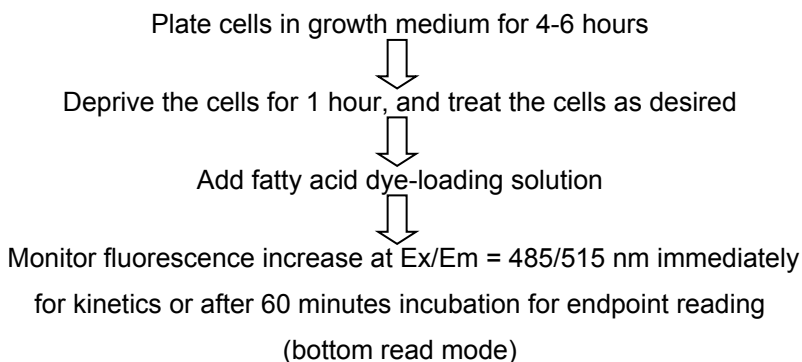 Plate cells in growth medium for 4-6 hours
Deprive the cells for 1 hour, and treat the cells as desired
Add fatty acid dye-loading solution
Monitor fluorescence increase at Ex/Em = 485/515 nm immediately
for kinetics or after 60 minutes incubation for endpoint reading
(bottom read mode)